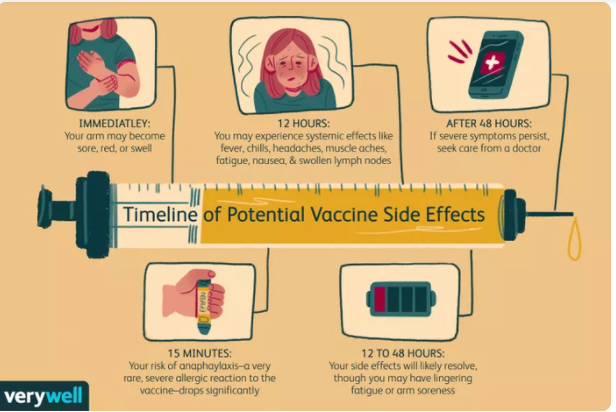 IMMEDIATLEY:
Your arm may become
sore, red, or swell
12 HOURS:
You may experience systemic effects like
fever, chills, headaches, muscle aches,
fatigue, nausea, & swollen lymph nodes
AFTER 48 HOURS:
If severe symptoms persist,
seek care from a doctor
Timeline of Potential Vaccine Side Effects
15 MINUTES:
Your risk of anaphylaxis–a very
rare, severe allergic reaction to the
vaccine–drops significantly
12 TO 48 HOURS:
Your side effects will likely resolve,
though you may have lingering
fatigue or arm soreness
verywell